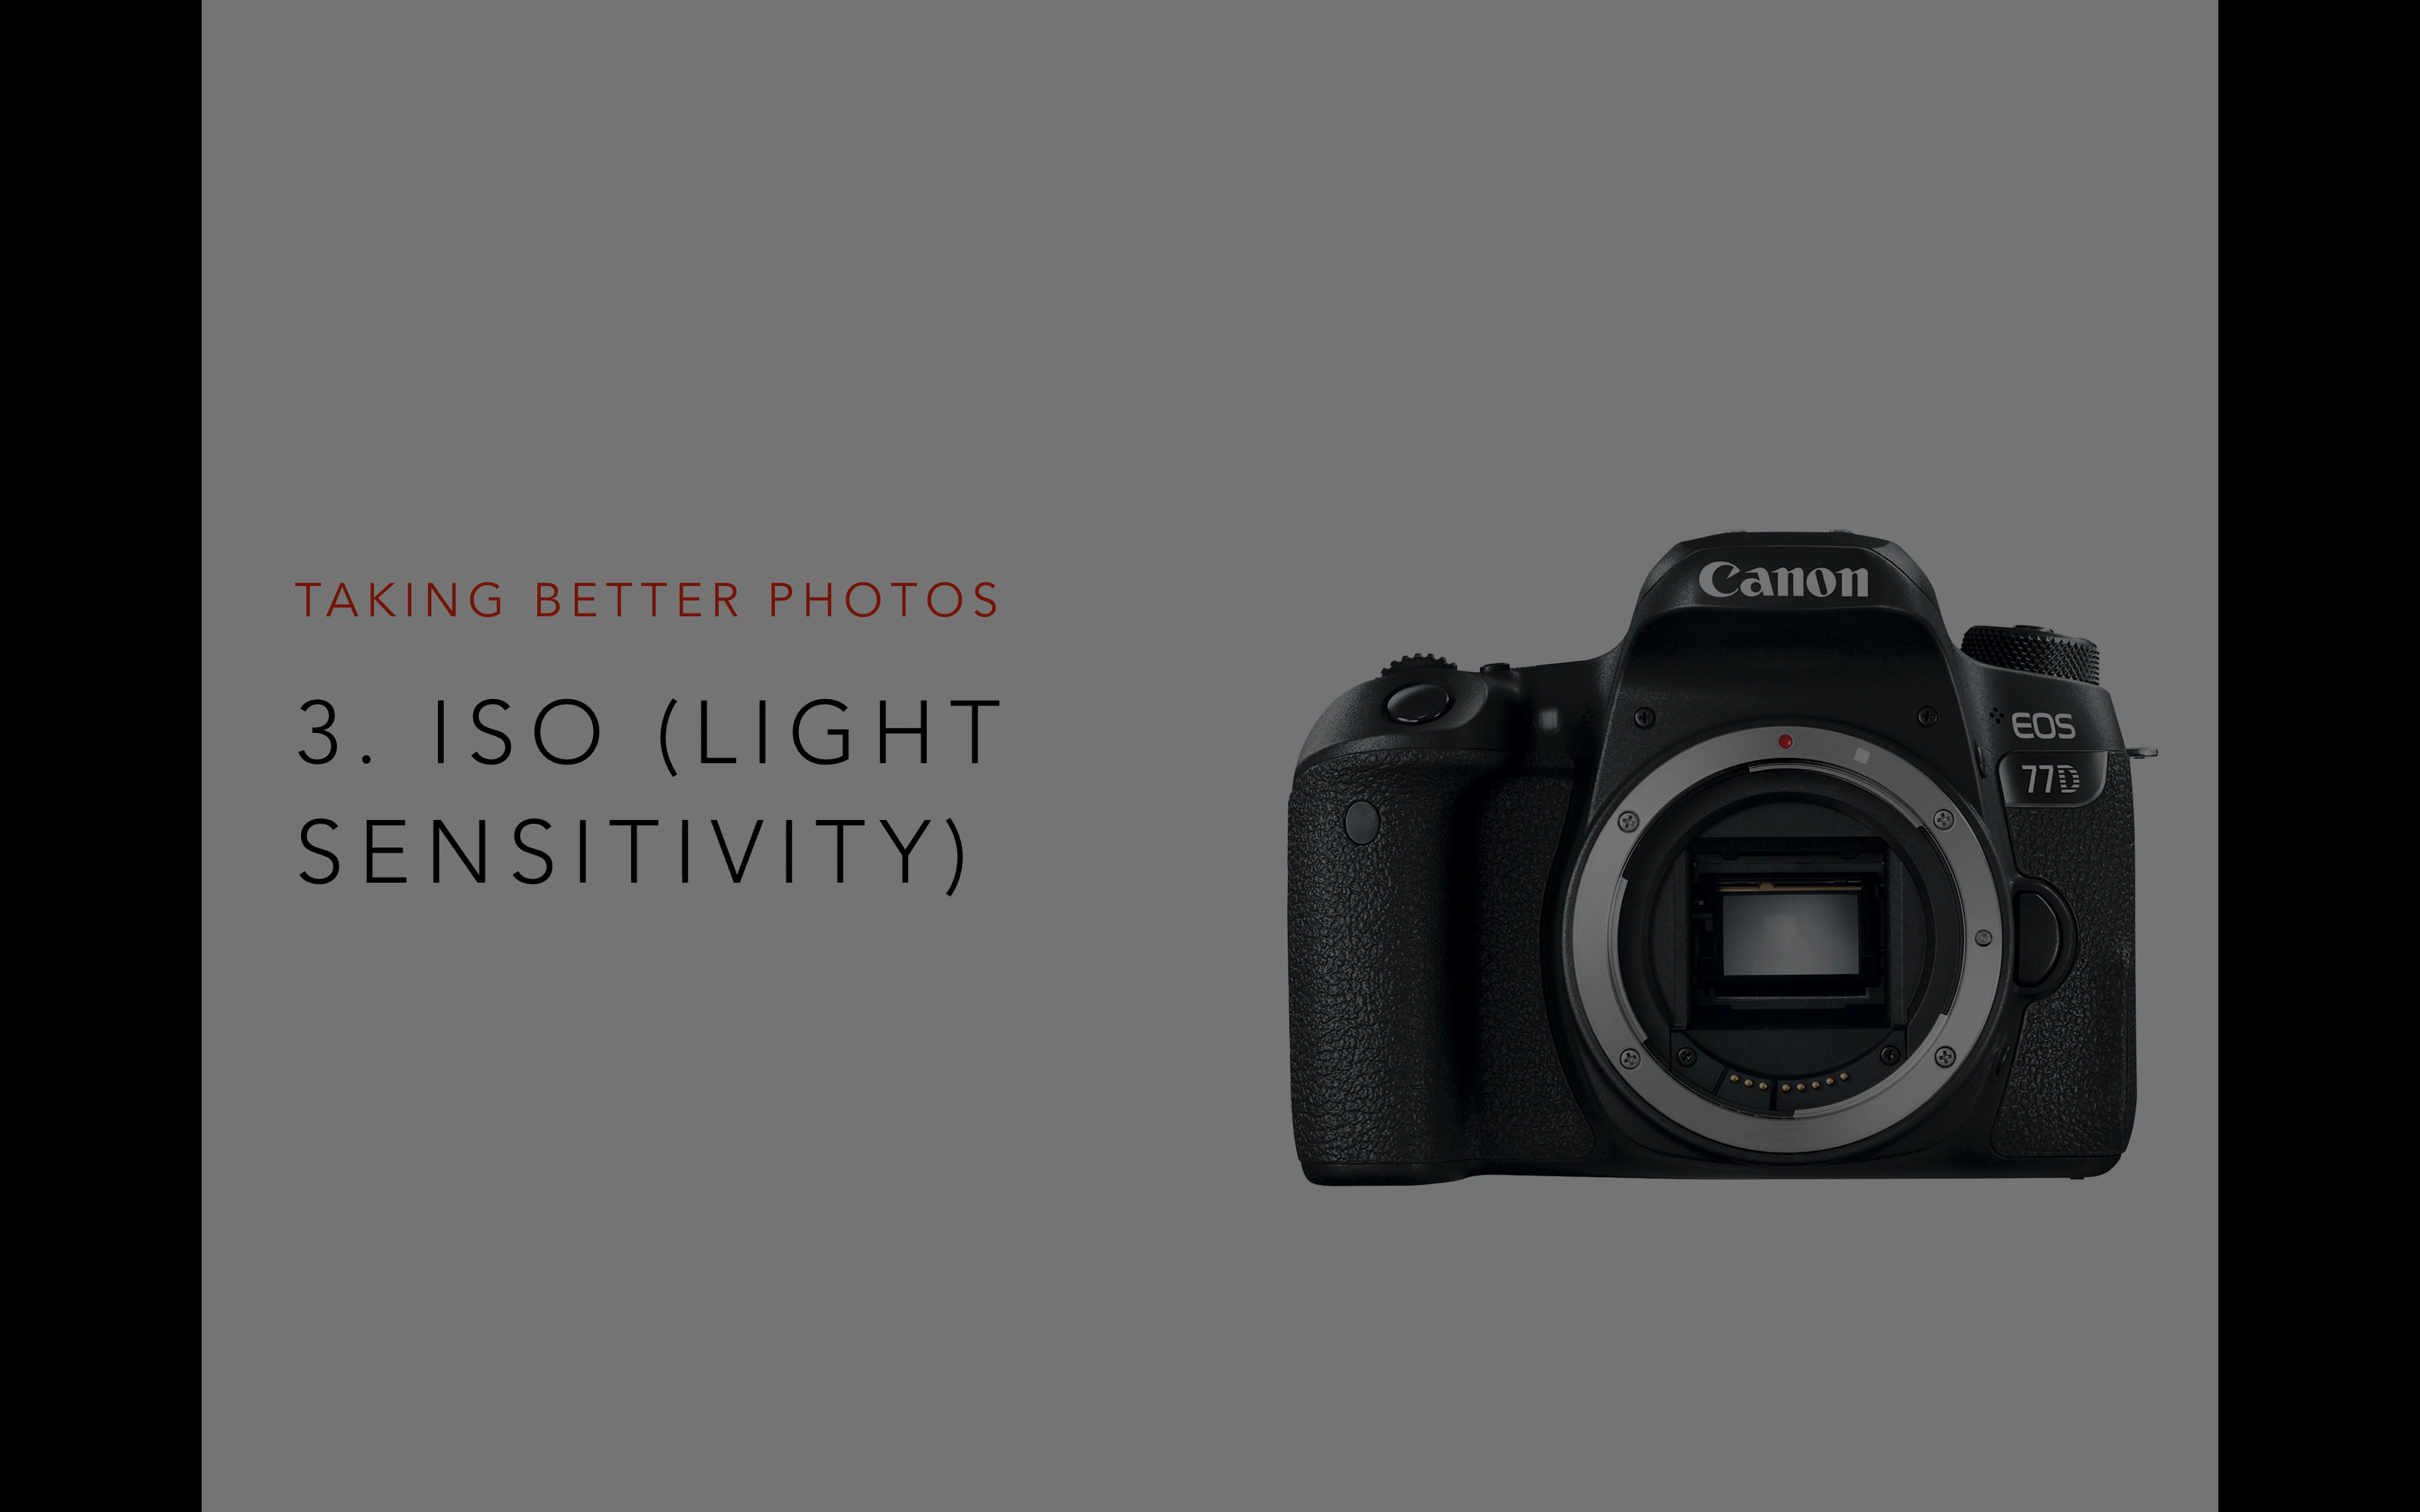 TAKING BETTER PHOTOS
3. ISO (LIGHT
SENSITIVITY)
Canon
EOS
77D